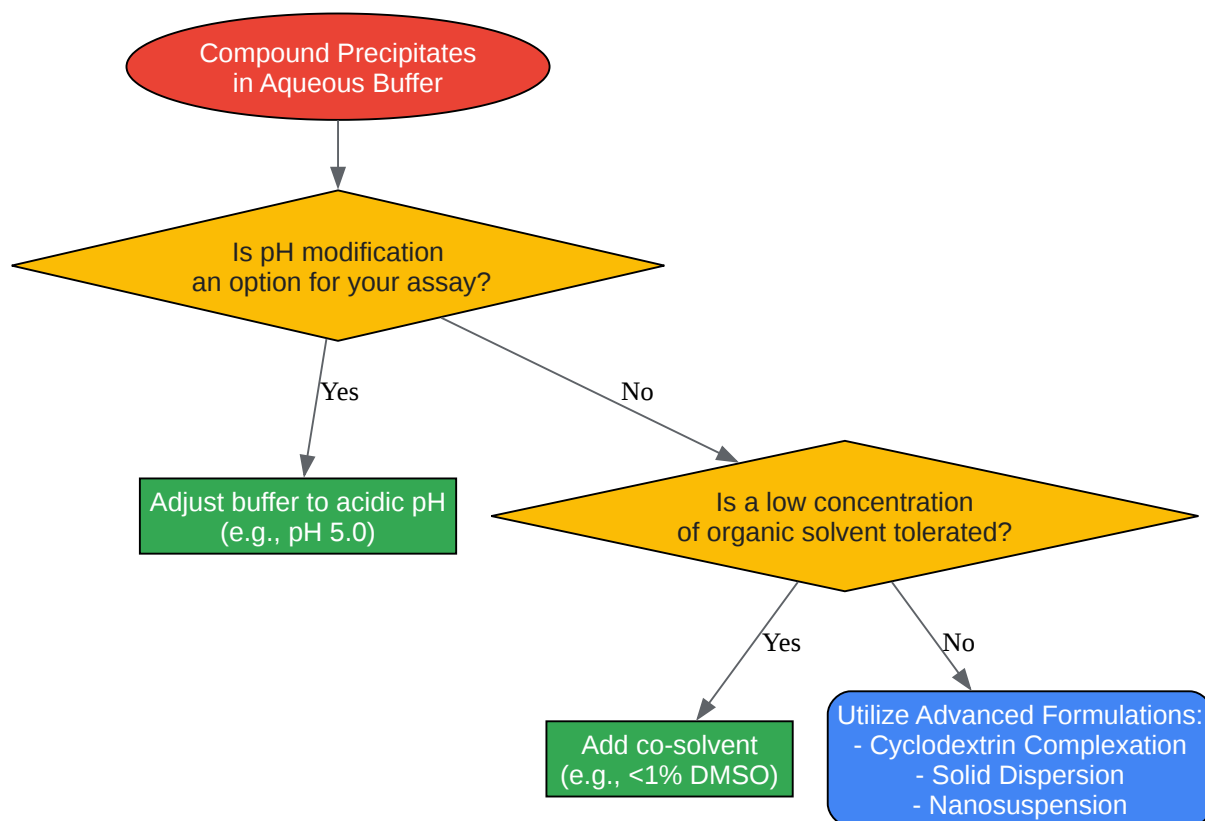 Compound Precipitates
in Aqueous Buffer
Is pH modification
an option for your assay?
Yes
No
Adjust buffer to acidic pH
(e.g., pH 5.0)
Is a low concentration
of organic solvent tolerated?
Yes
No
Add co-solvent
(e.g., <1% DMSO)
Utilize Advanced Formulations:
- Cyclodextrin Complexation
- Solid Dispersion
- Nanosuspension